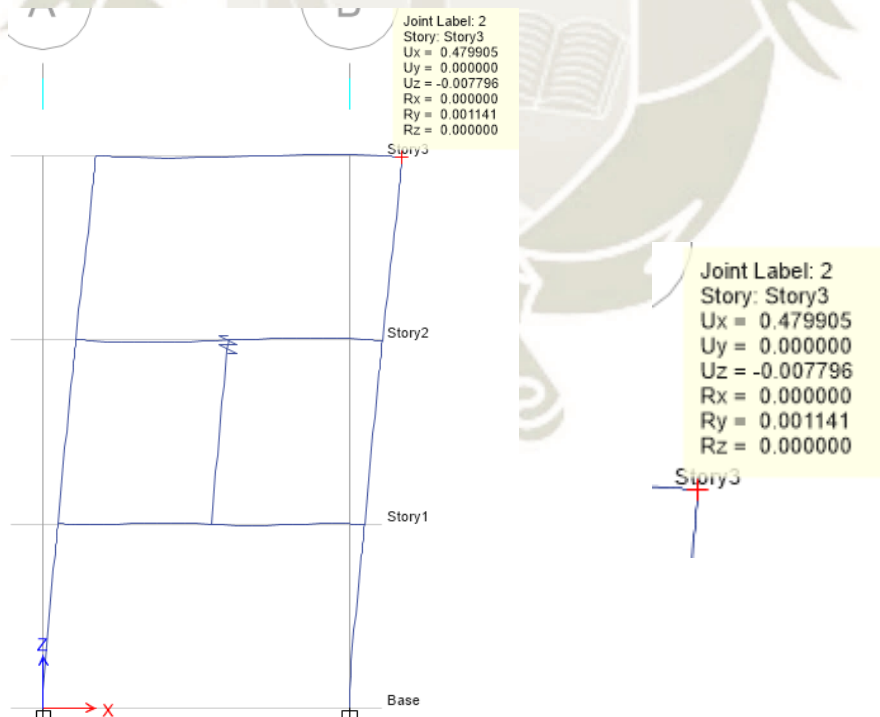 A
B
Joint Label: 2
Story: Story3
Ux = 0.479905
Uy = 0.000000
Uz = -0.007796
Rx = 0.000000
Ry = 0.001141
Rz = 0.000000
Story3
Story2
Story1
Z
X
Base
Joint Label: 2
Story: Story3
Ux = 0.479905
Uy = 0.000000
Uz = -0.007796
Rx = 0.000000
Ry = 0.001141
Rz = 0.000000
Story3